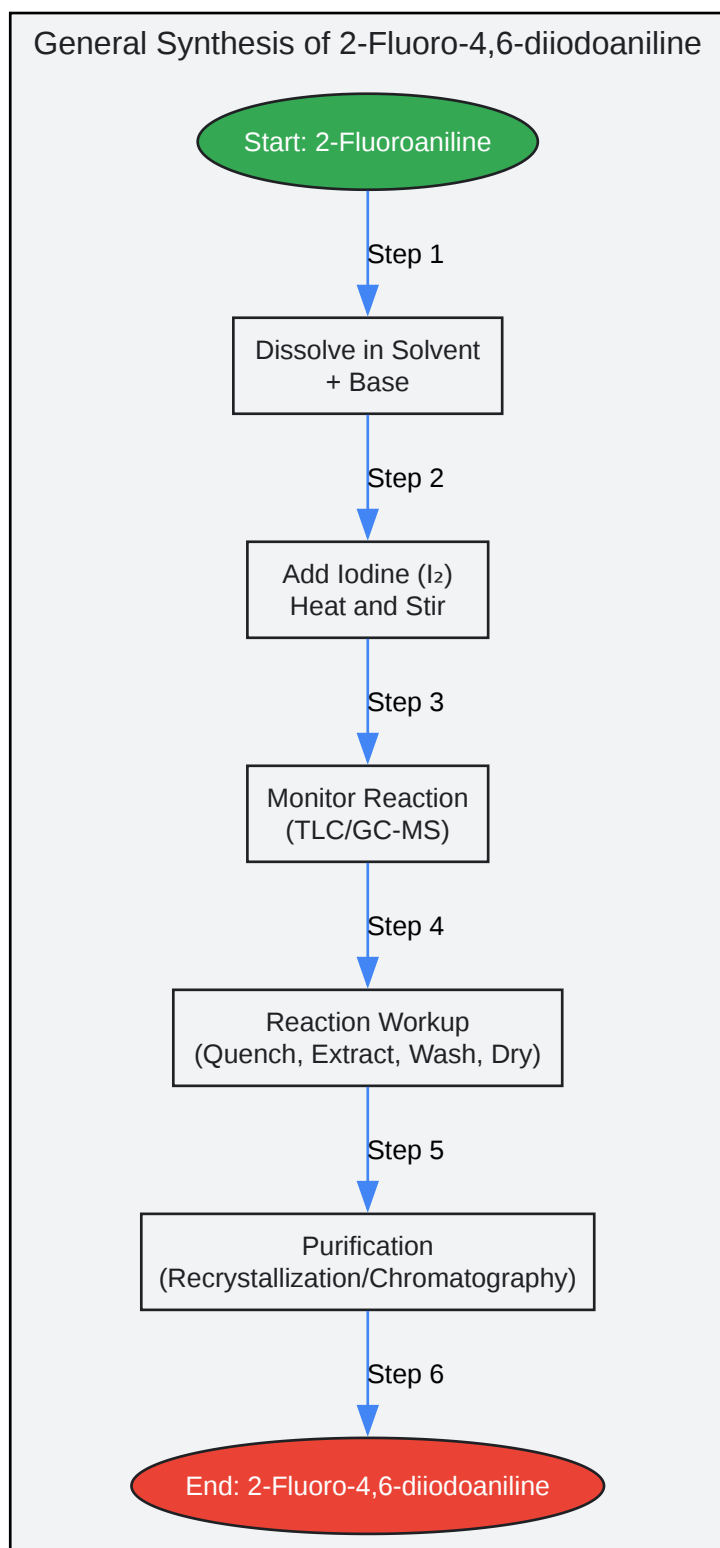 General Synthesis of 2-Fluoro-4,6-diiodoaniline
Start: 2-Fluoroaniline
Step 1
Dissolve in Solvent
+ Base
Step 2
Add Iodine (I₂)
Heat and Stir
Step 3
Monitor Reaction
(TLC/GC-MS)
Step 4
Reaction Workup
(Quench, Extract, Wash, Dry)
Step 5
Purification
(Recrystallization/Chromatography)
Step 6
End: 2-Fluoro-4,6-diiodoaniline